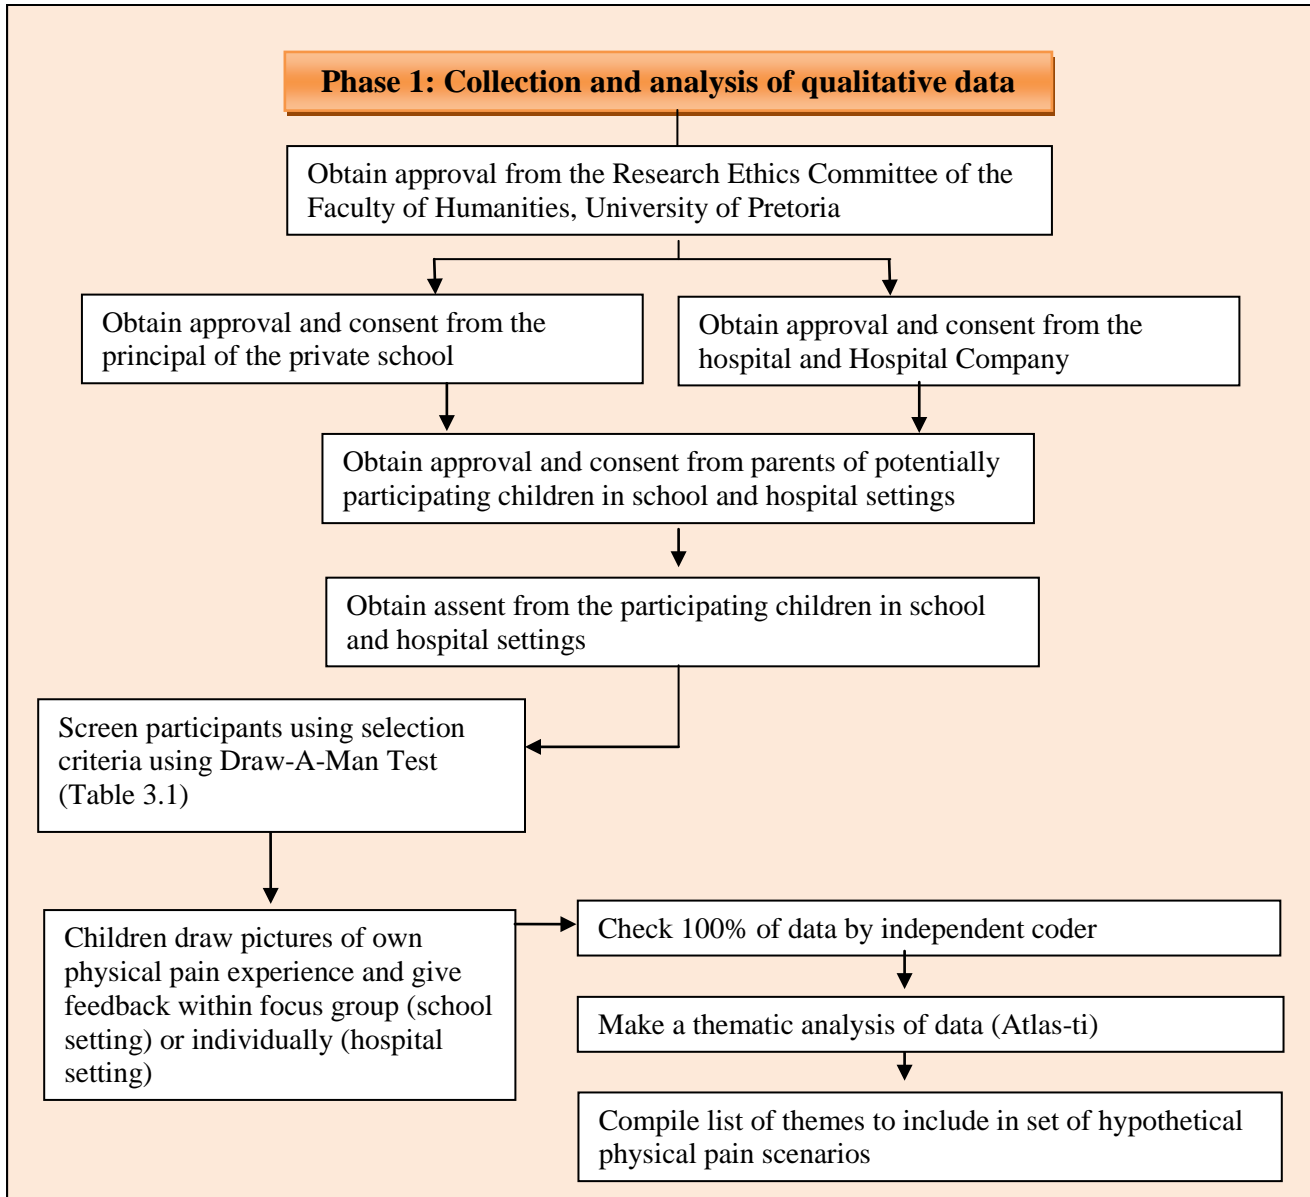 Phase 1: Collection and analysis of qualitative data
Obtain approval from the Research Ethics Committee of the
Faculty of Humanities, University of Pretoria
Obtain approval and consent from the
principal of the private school
Obtain approval and consent from the
hospital and Hospital Company
Obtain approval and consent from parents of potentially
participating children in school and hospital settings
Obtain assent from the participating children in school
and hospital settings
Screen participants using selection
criteria using Draw-A-Man Test
(Table 3.1)
Children draw pictures of own
physical pain experience and give
feedback within focus group (school
setting) or individually (hospital
setting)
Check 100% of data by independent coder
Make a thematic analysis of data (Atlas-ti)
Compile list of themes to include in set of hypothetical
physical pain scenarios